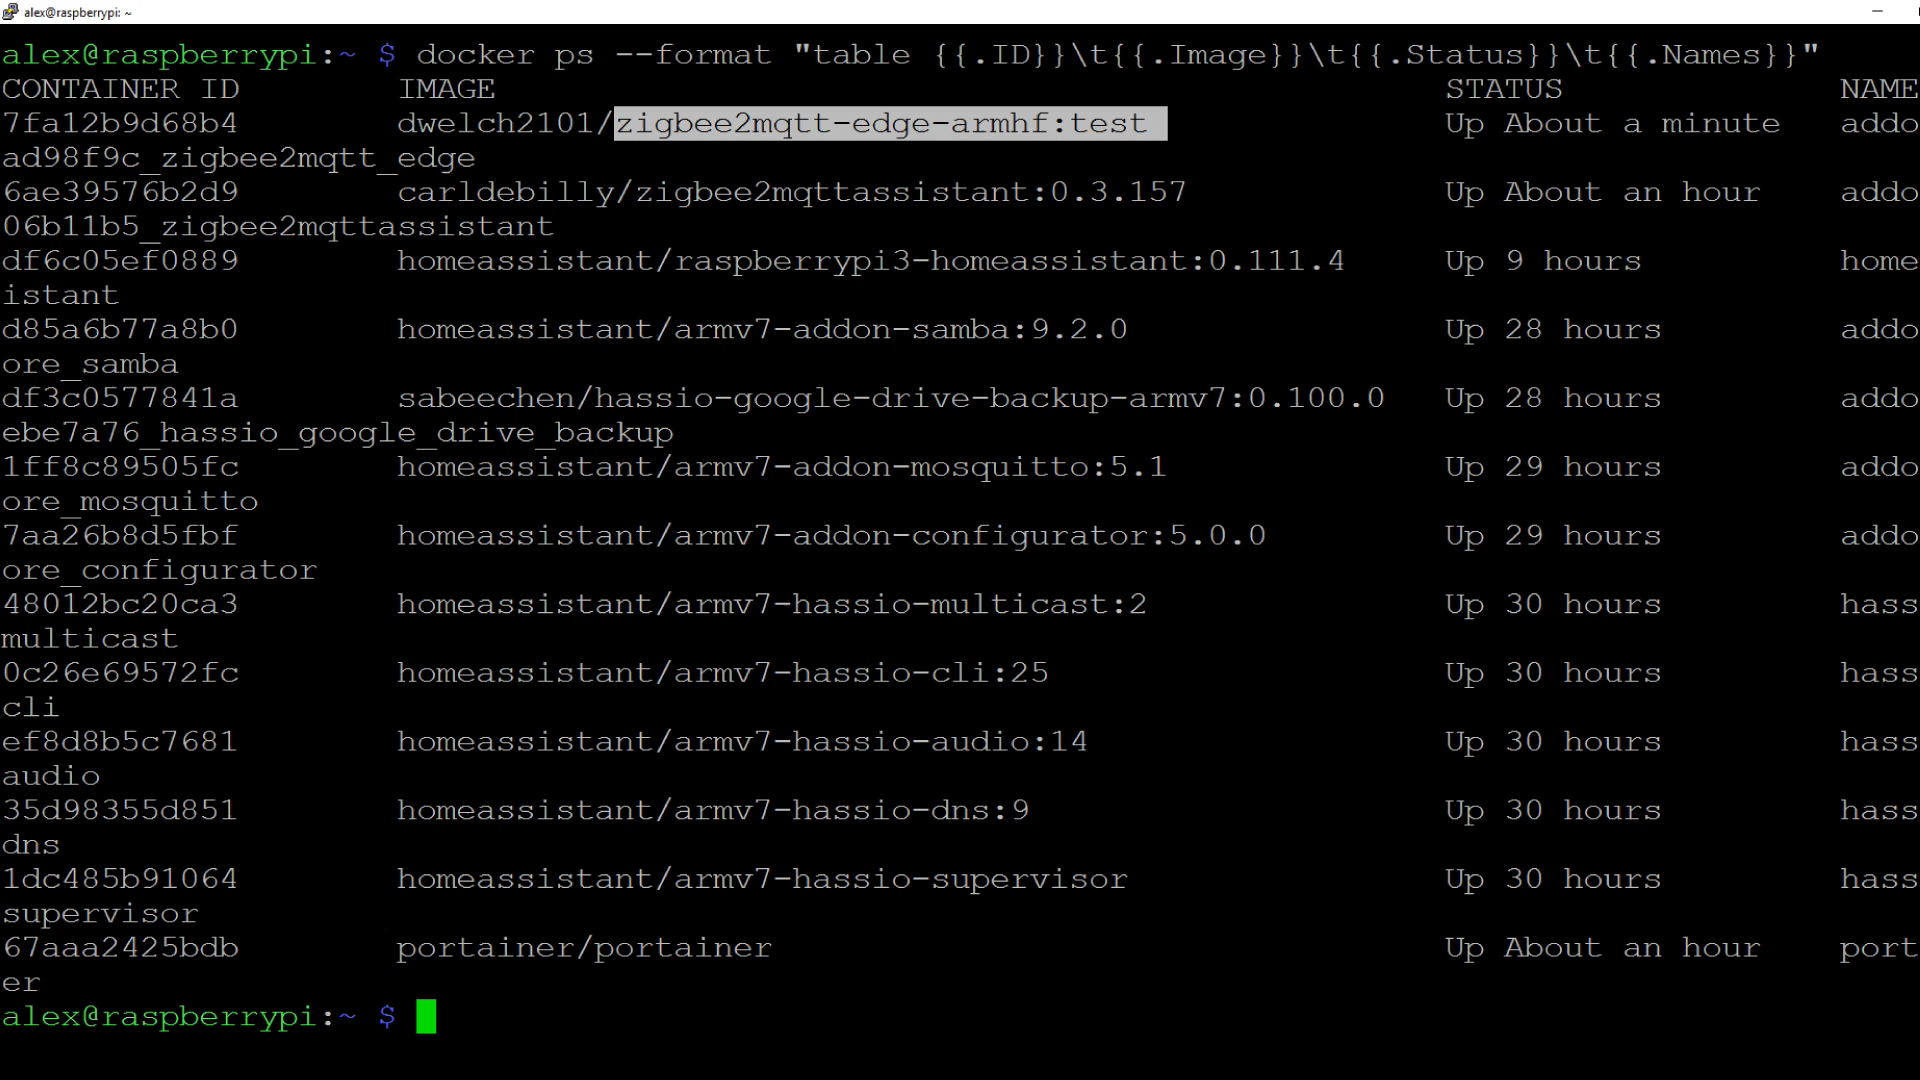 alex@raspberrypi: ~
alex@raspberrypi:~ $ docker ps --format "table {{.ID}}\t{{.Image}}\t{{.Status}}\t{{.Names}}"
CONTAINER ID IMAGE STATUS NAME
7fa12b9d68b4 dwelch2101/zigbee2mqtt-edge-armhf:test Up About a minute addo
ad98f9c_zigbee2mqtt_edge
6ae39576b2d9 carldebilly/zigbee2mqttassistant:0.3.157 Up About an hour addo
06b11b5_zigbee2mqttassistant
df6c05ef0889 homeassistant/raspberrypi3-homeassistant:0.111.4 Up 9 hours home
istant
d85a6b77a8b0 homeassistant/armv7-addon-samba:9.2.0 Up 28 hours addo
ore_samba
df3c0577841a sabeechen/hassio-google-drive-backup-armv7:0.100.0 Up 28 hours addo
ebe7a76_hassio_google_drive_backup
1ff8c89505fc homeassistant/armv7-addon-mosquitto:5.1 Up 29 hours addo
ore_mosquitto
7aa26b8d5fbf homeassistant/armv7-addon-configurator:5.0.0 Up 29 hours addo
ore_configurator
48012bc20ca3 homeassistant/armv7-hassio-multicast:2 Up 30 hours hass
multicast
0c26e69572fc homeassistant/armv7-hassio-cli:25 Up 30 hours hass
cli
ef8d8b5c7681 homeassistant/armv7-hassio-audio:14 Up 30 hours hass
audio
35d98355d851 homeassistant/armv7-hassio-dns:9 Up 30 hours hass
dns
1dc485b91064 homeassistant/armv7-hassio-supervisor Up 30 hours hass
supervisor
67aaa2425bdb portainer/portainer Up About an hour port
er
alex@raspberrypi:~ $